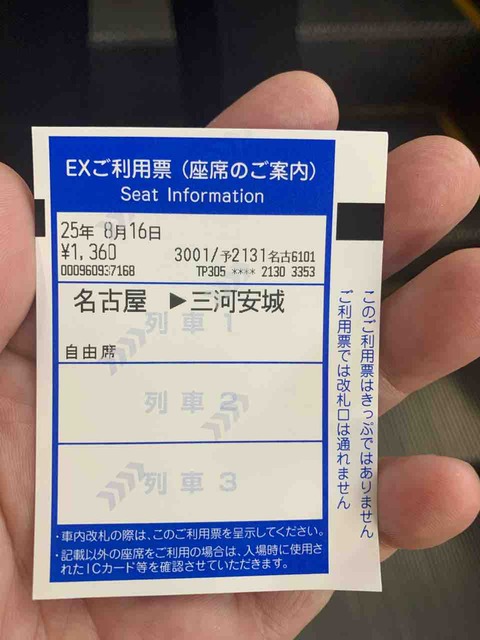 EXご利用票（座席のご案内）
Seat Information
25年 8月16日
¥1,360 3001/予2131名古6101
000960937168 TP305 **** 2130 3353
名古屋 ▶三河安城
列車 1
自由席
列車 2
列車 3
・車内改札の際は、このご利用票を呈示してください。
・記載以外の座席をご利用の場合は、入場時に使用さ
れたICカード等を確認させていただきます。
このご利用票はきっぷではありません
ご利用票では改札口は通れません